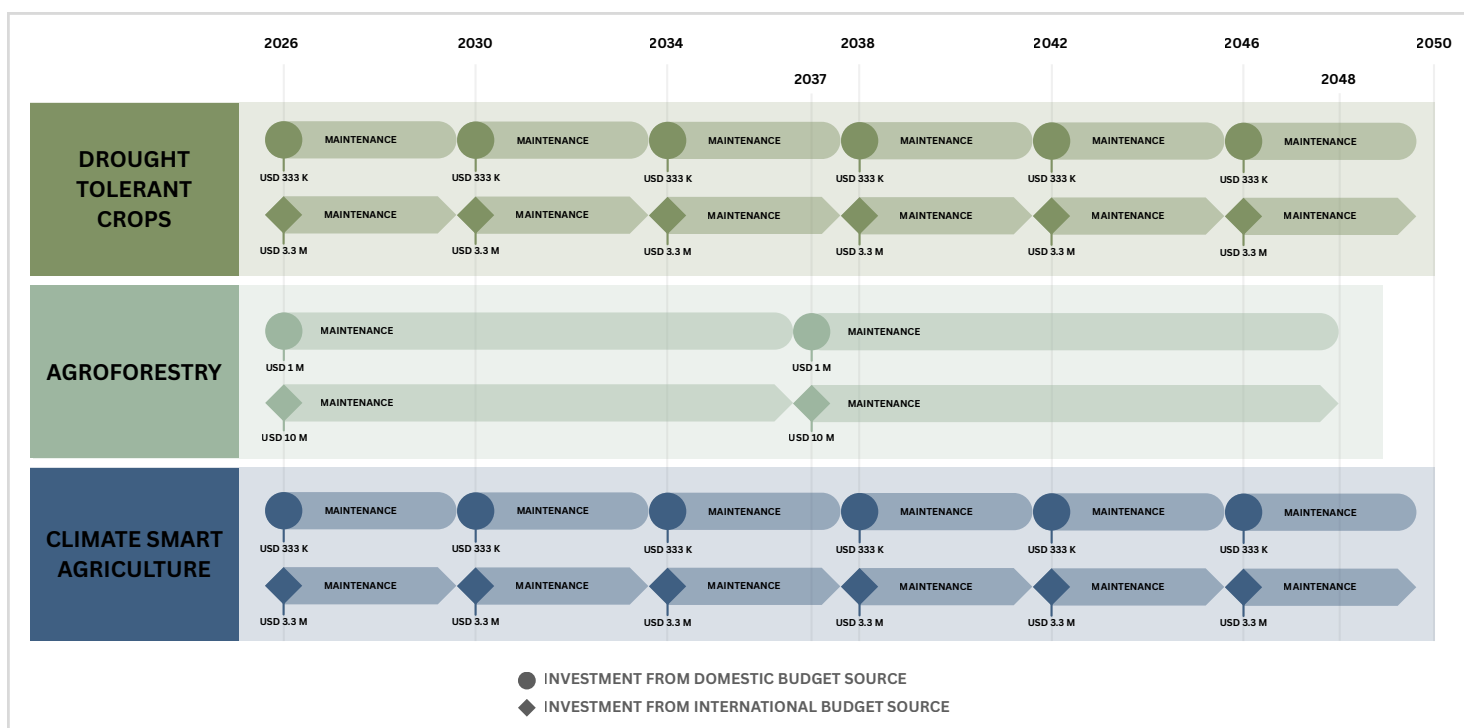 2026 2030 2034 2038 2042 2046 2050
2037 2048
DROUGHT
TOLERANT
CROPS
MAINTENANCE MAINTENANCE MAINTENANCE MAINTENANCE MAINTENANCE MAINTENANCE
USD 333 K USD 333 K USD 333 K USD 333 K USD 333 K USD 333 K
MAINTENANCE MAINTENANCE MAINTENANCE MAINTENANCE MAINTENANCE MAINTENANCE
USD 3.3 M USD 3.3 M USD 3.3 M USD 3.3 M USD 3.3 M USD 3.3 M
AGROFORESTRY
MAINTENANCE MAINTENANCE
USD 1 M USD 1 M
MAINTENANCE MAINTENANCE
USD 10 M USD 10 M
CLIMATE SMART
AGRICULTURE
MAINTENANCE MAINTENANCE MAINTENANCE MAINTENANCE MAINTENANCE MAINTENANCE
USD 333 K USD 333 K USD 333 K USD 333 K USD 333 K USD 333 K
MAINTENANCE MAINTENANCE MAINTENANCE MAINTENANCE MAINTENANCE MAINTENANCE
USD 3.3 M USD 3.3 M USD 3.3 M USD 3.3 M USD 3.3 M USD 3.3 M
INVESTMENT FROM DOMESTIC BUDGET SOURCE
INVESTMENT FROM INTERNATIONAL BUDGET SOURCE